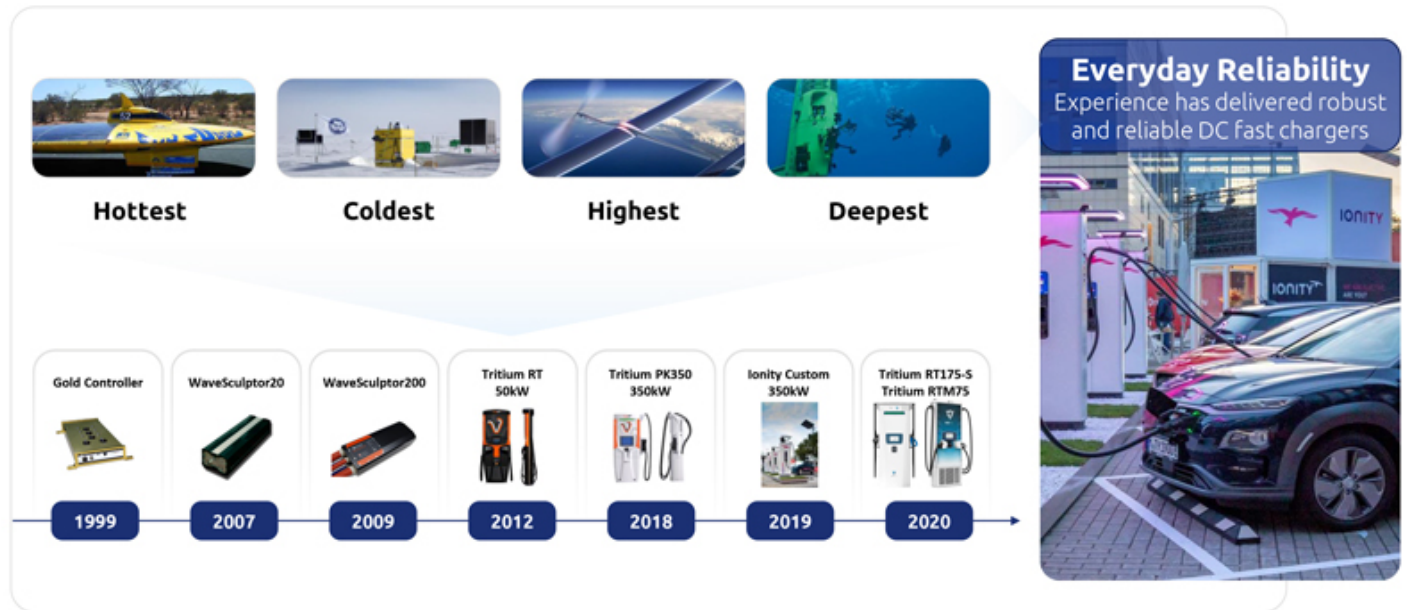 Everyday Reliability
Experience has delivered robust
and reliable DC fast chargers
Hottest
Coldest
Highest
Deepest
IONITY
IONITY
Gold Controller
WaveSculptor20
WaveSculptor200
Tritium RT
50kW
Tritium PK350
350kW
Ionity Custom
350kW
Tritium RT175-S
Tritium RTM75
1999
2007
2009
2012
2018
2019
2020